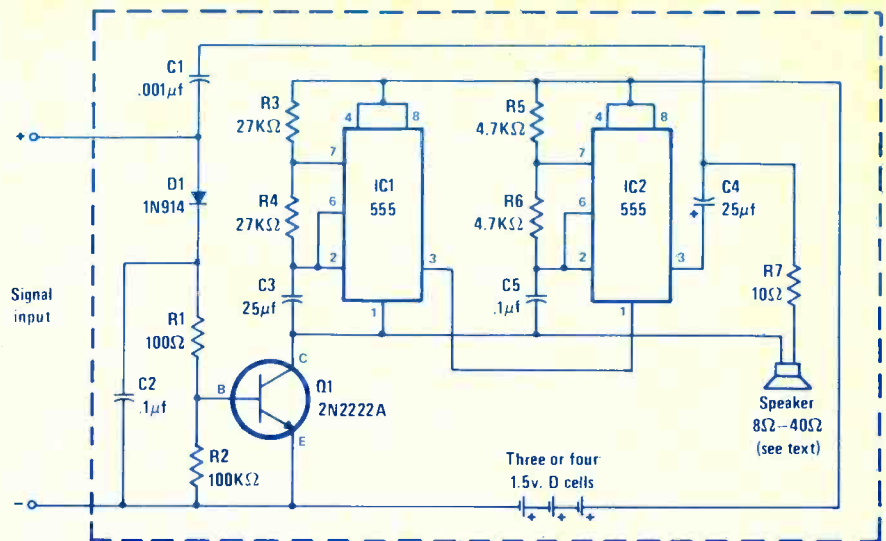 C1
.001µf
+
D1
1N914
Signal
input
R1
100Ω
C2
.1µf
B
C
E
Q1
2N2222A
R2
100KΩ
–
R3
27KΩ
R4
27KΩ
C3
25µf
4
8
7
6
2
3
1
IC1
555
R5
4.7KΩ
R6
4.7KΩ
C5
.1µf
4
8
7
6
2
3
1
IC2
555
C4
+
25µf
R7
10Ω
Speaker
8Ω–40Ω
(see text)
Three or four
1.5v. D cells
+ + +